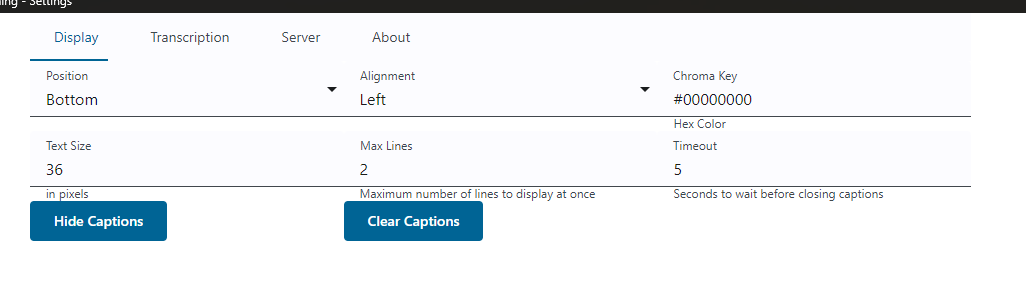 - Settings
Display Transcription Server About
Position Alignment Chroma Key
Bottom Left #00000000
Hex Color
Text Size Max Lines Timeout
36 2 5
in pixels Maximum number of lines to display at once Seconds to wait before closing captions
Hide Captions Clear Captions